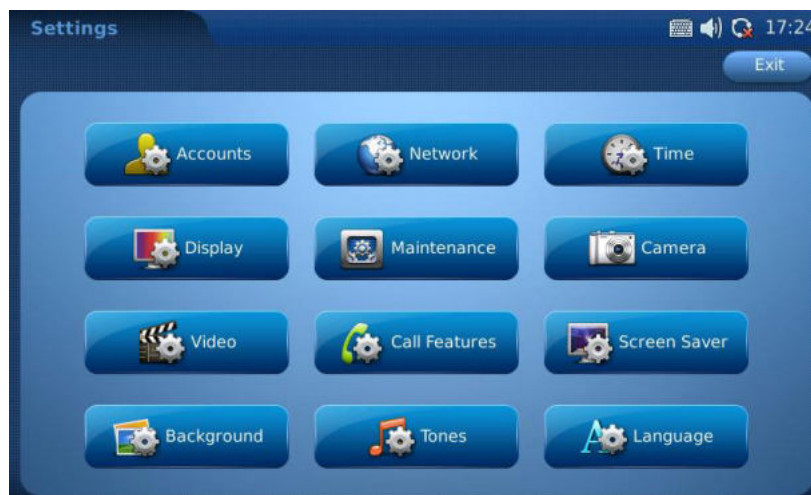 Settings 17:24
Exit
Accounts Network Time
Display Maintenance Camera
Video Call Features Screen Saver
Background Tones Language